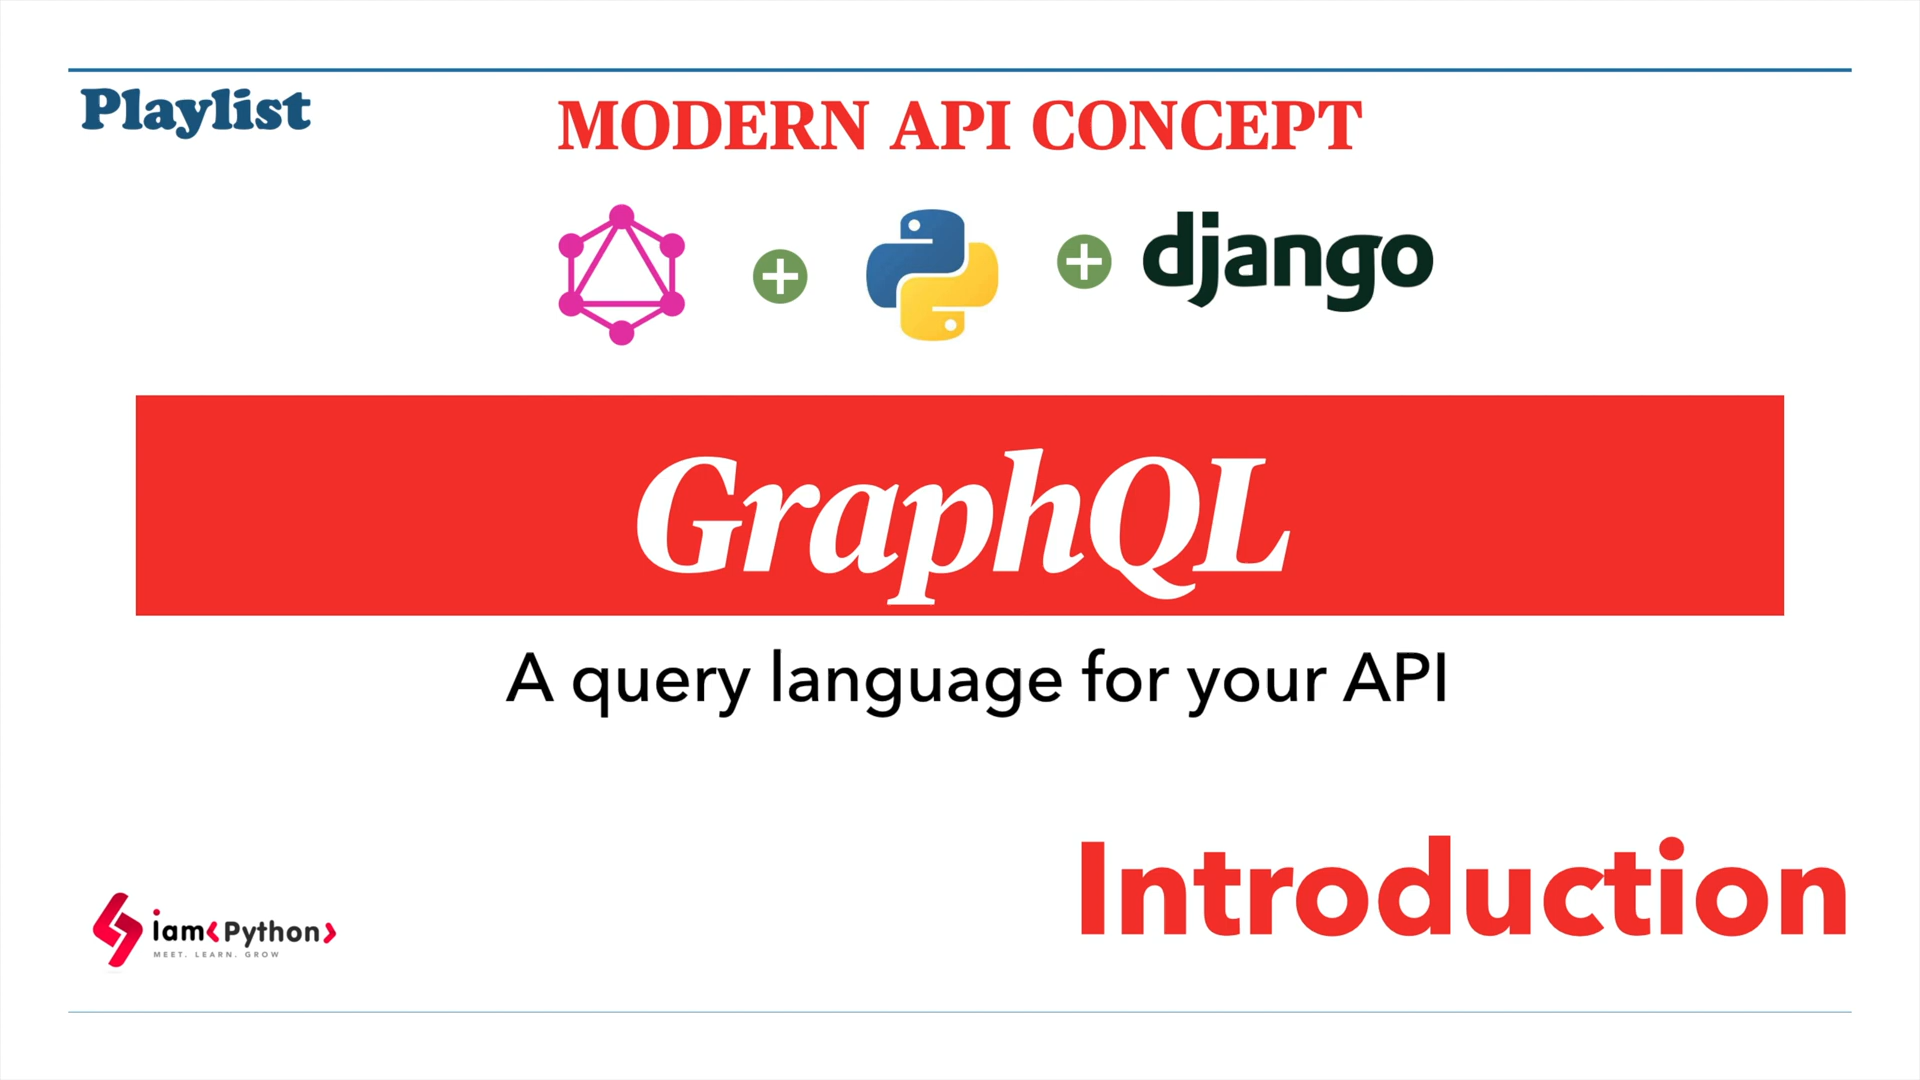 Playlist
MODERN API CONCEPT
django
GraphQL
A query language for your API
Introduction
iam<Python>
MEET. LEARN. GROW